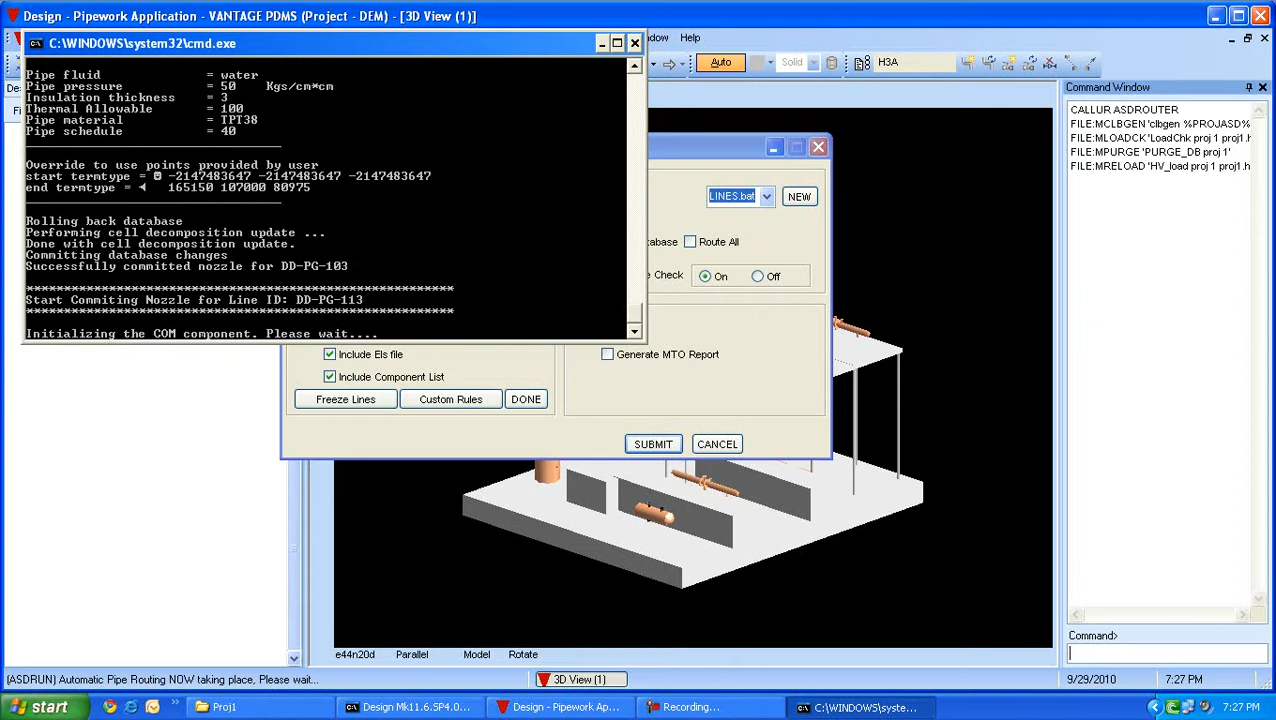 Design - Pipework Application - VANTAGE PDMS (Project - DEM) - [3D View (1)]
C:\WINDOWS\system32\cmd.exe
Window Help
Auto
Solid
H3A
Command Window
CALLUR ASDROUTER
FILE:MCLBGEN 'clbgen %PROJASD%
FILE:MLOADCK 'LoadChk proj 1 proj1.h
FILE:MPURGE 'PURGE_DB proj 1'
FILE:MRELOAD 'HV_load proj 1 proj1.h
Pipe fluid = water
Pipe pressure = 50 Kgs/cm*cm
Insulation thickness = 3
Thermal Allowable = 100
Pipe material = TPT38
Pipe schedule = 40
Override to use points provided by user
start termtype = -2147483647 -2147483647 -2147483647
end termtype = 165150 107000 80975
Rolling back database
Performing cell decomposition update ...
Done with cell decomposition update.
Committing database changes
Successfully committed nozzle for DD-PG-103
******************************************************
Start Commiting Nozzle for Line ID: DD-PG-113
******************************************************
Initializing the COM component. Please wait....
LINES.bat
NEW
Route All
Check
On
Off
Include Els file
Generate MTO Report
Include Component List
Freeze Lines
Custom Rules
DONE
SUBMIT
CANCEL
Command>
e44n20d Parallel Model Rotate
(ASDRUN) Automatic Pipe Routing NOW taking place, Please wait...
3D View (1)
9/29/2010
7:27 PM
start
Proj1
Design Mk11.6.SP4.0...
Design - Pipework Ap...
Recording...
C:\WINDOWS\syste...
7:27 PM